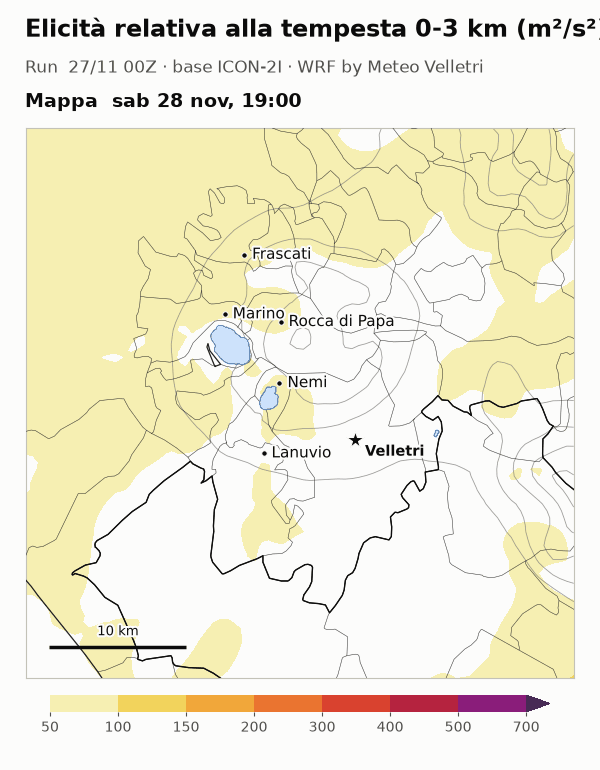 Elicità relativa alla tempesta 0-3 km (m²/s²)
Run  27/11 00Z · base ICON-2I · WRF by Meteo Velletri
Mappa  sab 28 nov, 19:00
Frascati
Marino
Rocca di Papa
Nemi
Velletri
Lanuvio
10 km
50 100 150 200 300 400 500 700